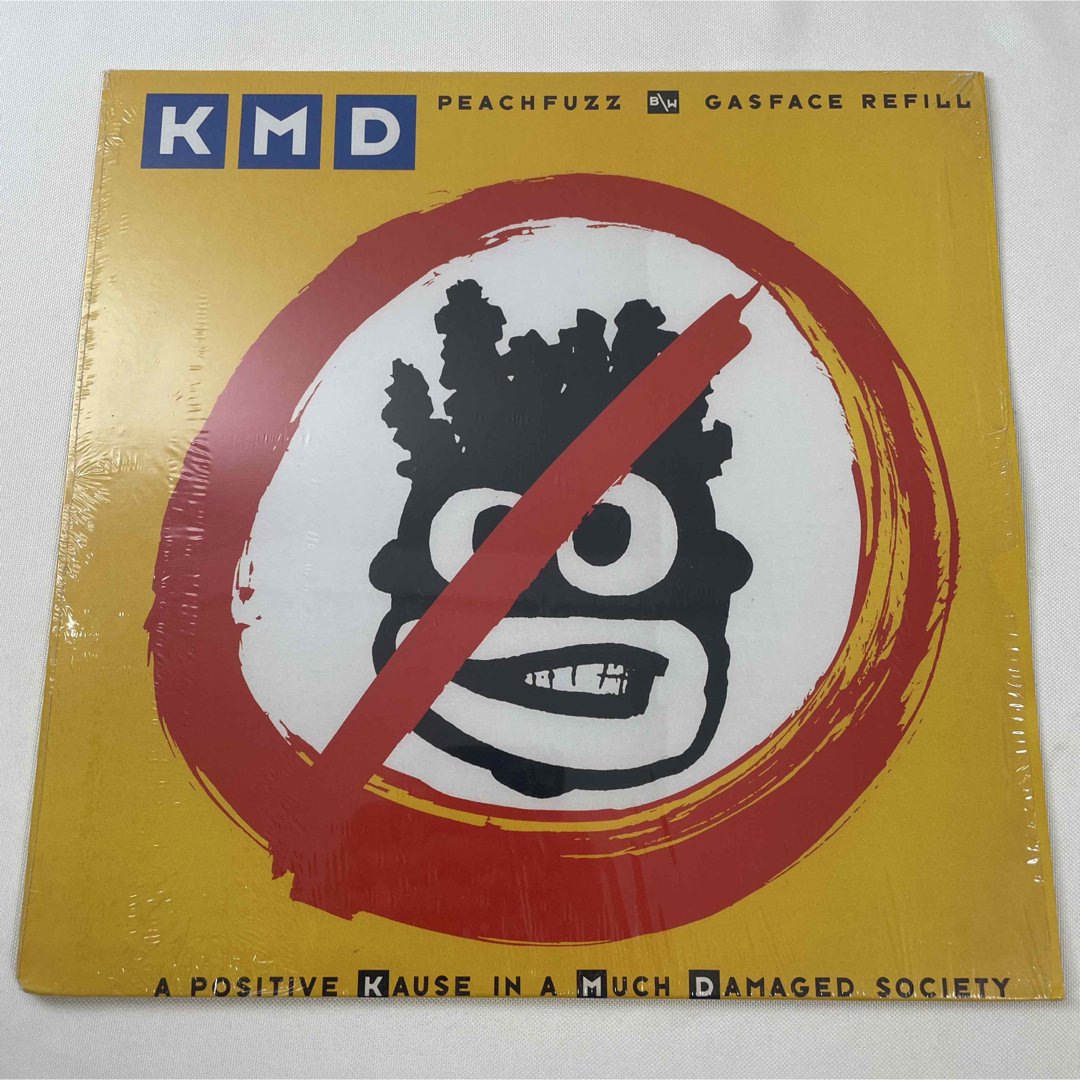 KMD PEACHFUZZ B\W GASFACE REFILL
A POSITIVE KAUSE IN A MUCH DAMAGED SOCIETY